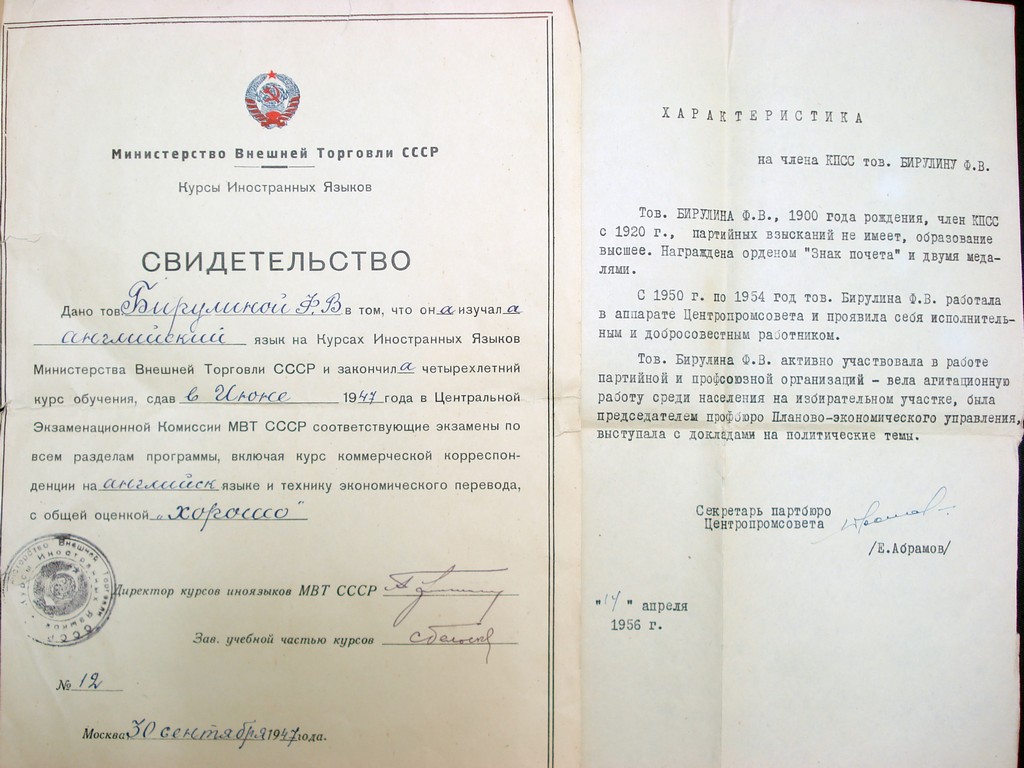 Министерство Внешней Торговли СССР
Курсы Иностранных Языков
СВИДЕТЕЛЬСТВО
Дано тов. Бирулиной Ф.В в том, что он а изучал а
английский язык на Курсах Иностранных Языков
Министерства Внешней Торговли СССР и закончил а четырехлетний
курс обучения, сдав в Июне 1947 года в Центральной
Экзаменационной Комиссии МВТ СССР соответствующие экзамены по
всем разделам программы, включая курс коммерческой корреспон-
денции на английск языке и технику экономического перевода,
с общей оценкой „хорошо"
Директор курсов иноязыков МВТ СССР
Зав. учебной частью курсов
№ 12
Москва 30 сентября 1947 года.
ХАРАКТЕРИСТИКА
на члена КПСС тов. БИРУЛИНУ Ф.В.
Тов. БИРУЛИНА Ф.В., 1900 года рождения, член КПСС
с 1920 г., партийных взысканий не имеет, образование
высшее. Награждена орденом "Знак почета" и двумя меда-
лями.
С 1950 г. по 1954 год тов. Бирулина Ф.В. работала
в аппарате Центропромсовета и проявила себя исполнитель-
ным и добросовестным работником.
Тов. Бирулина Ф.В. активно участвовала в работе
партийной и профсоюзной организаций - вела агитационную
работу среди населения на избирательном участке, была
председателем профбюро Планово-экономического управления,
выступала с докладами на политические темы.
Секретарь партбюро
Центропромсовета
/Е.Абрамов/
"14" апреля
1956 г.